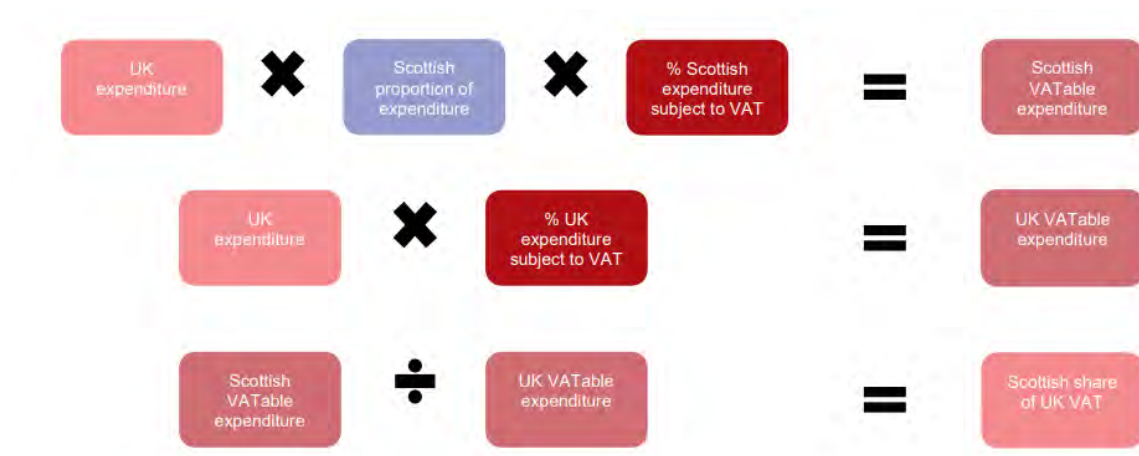 UK
expenditure
Scottish
proportion of
expenditure
% Scottish
expenditure
subject to VAT
=
Scottish
VATable
expenditure
UK
expenditure
% UK
expenditure
subject to VAT
=
UK VATable
expenditure
Scottish
VATable
expenditure
÷
UK VATable
expenditure
=
Scottish share
of UK VAT